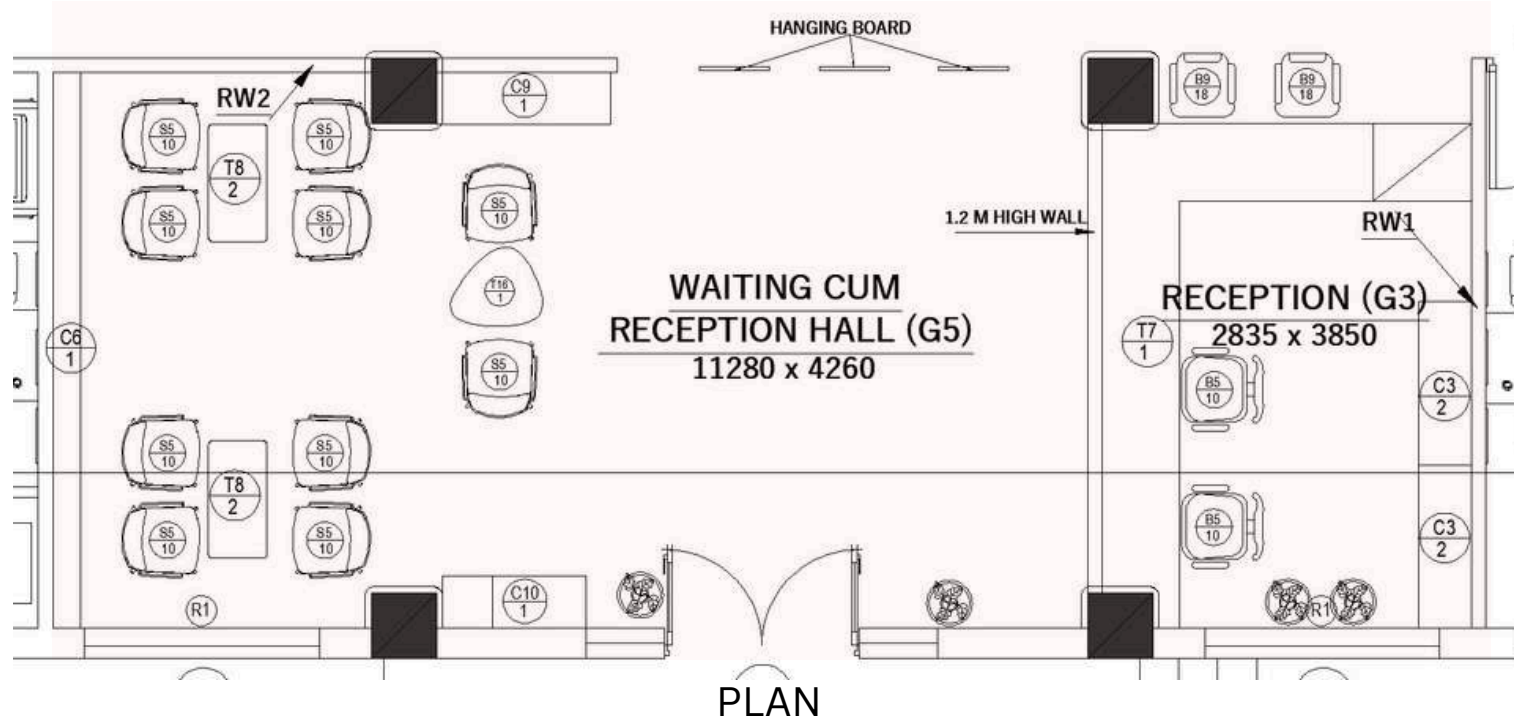 HANGING BOARD
RW2
C9
1
B9
18
B9
18
S5
10
S5
10
T8
2
S5
10
S5
10
S5
10
1.2 M HIGH WALL
RW1
T16
1
WAITING CUM
RECEPTION HALL (G5)
11280 x 4260
RECEPTION (G3)
2835 x 3850
C6
1
T7
1
S5
10
B5
10
C3
2
S5
10
S5
10
T8
2
S5
10
S5
10
B5
10
C3
2
R1
C10
1
R1
PLAN